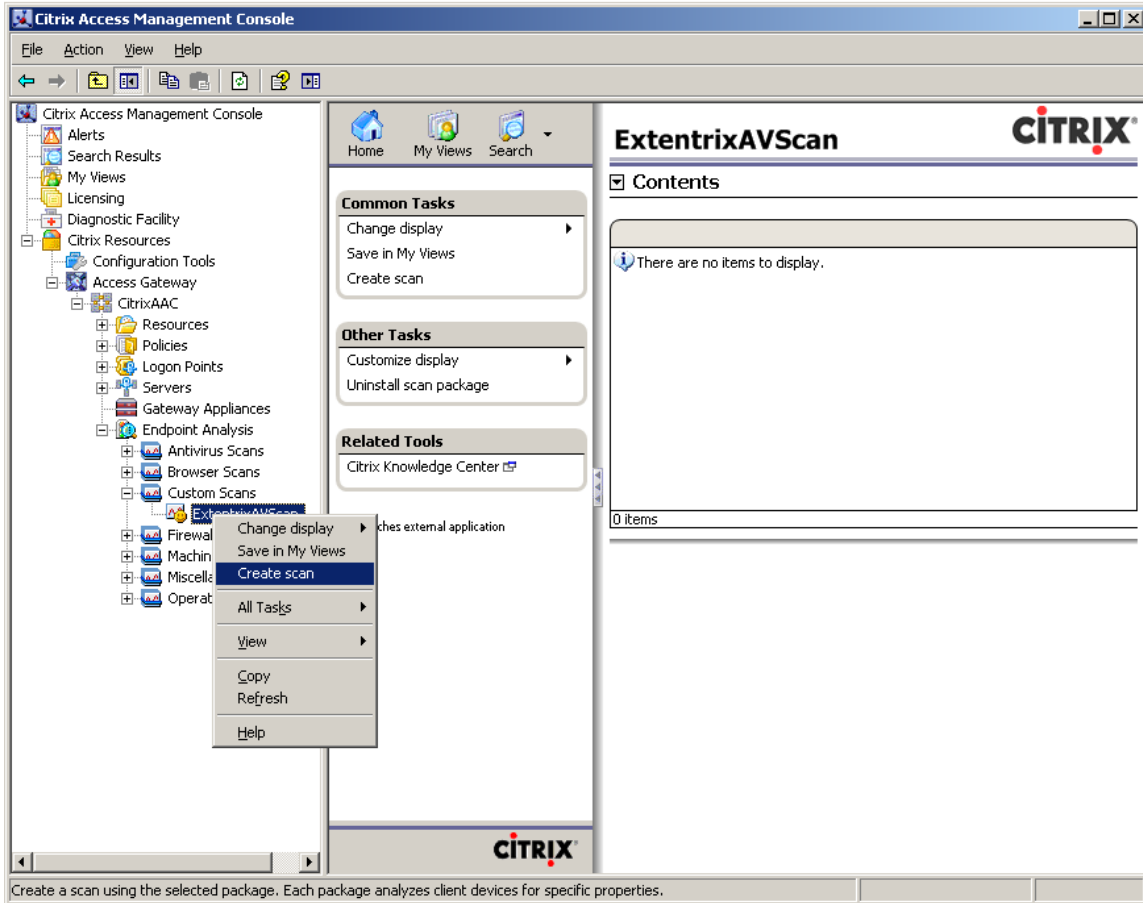 Citrix Access Management Console
File Action View Help
Citrix Access Management Console
Alerts
Search Results
My Views
Licensing
Diagnostic Facility
Citrix Resources
Configuration Tools
Access Gateway
CitrixAAC
Resources
Policies
Logon Points
Servers
Gateway Appliances
Endpoint Analysis
Antivirus Scans
Browser Scans
Custom Scans
ExtentrixAVScan
Firewal
Machin
Miscella
Operat
Change display
Save in My Views
Create scan
All Tasks
View
Copy
Refresh
Help
Home My Views Search
Common Tasks
Change display
Save in My Views
Create scan
Other Tasks
Customize display
Uninstall scan package
Related Tools
Citrix Knowledge Center
ches external application
CITRIX
ExtentrixAVScan
CITRIX
Contents
There are no items to display.
0 items
Create a scan using the selected package. Each package analyzes client devices for specific properties.